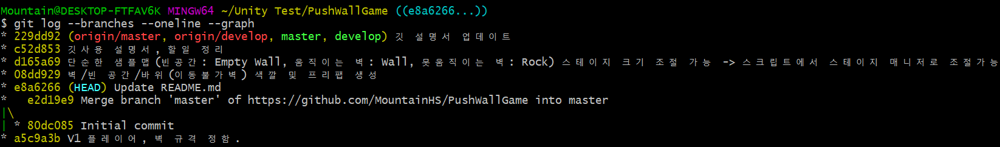 Mountain@DESKTOP-FTFAV6K MINGW64 ~/Unity Test/PushWallGame ((e8a6266...))
$ git log --branches --oneline --graph
* 229dd92 (origin/master, origin/develop, master, develop) 깃 설명서 업데이트
* c52d853 깃사용 설명서, 할일 정리
* d165a69 단순한 샘플맵(빈공간: Empty Wall, 움직이는 벽: Wall, 못움직이는 벽: Rock) 스테이지 크기 조절 가능 -> 스크립트에서 스테이지 매니저로 조절가능
* 08dd929 벽/빈 공간/바위(이동불가벽) 색깔 및 프리팹 생성
* e8a6266 (HEAD) Update README.md
*   e2d19e9 Merge branch 'master' of https://github.com/MountainHS/PushWallGame into master
|\
| * 80dc085 Initial commit
* a5c9a3b V1 플레이어, 벽 규격 정함.